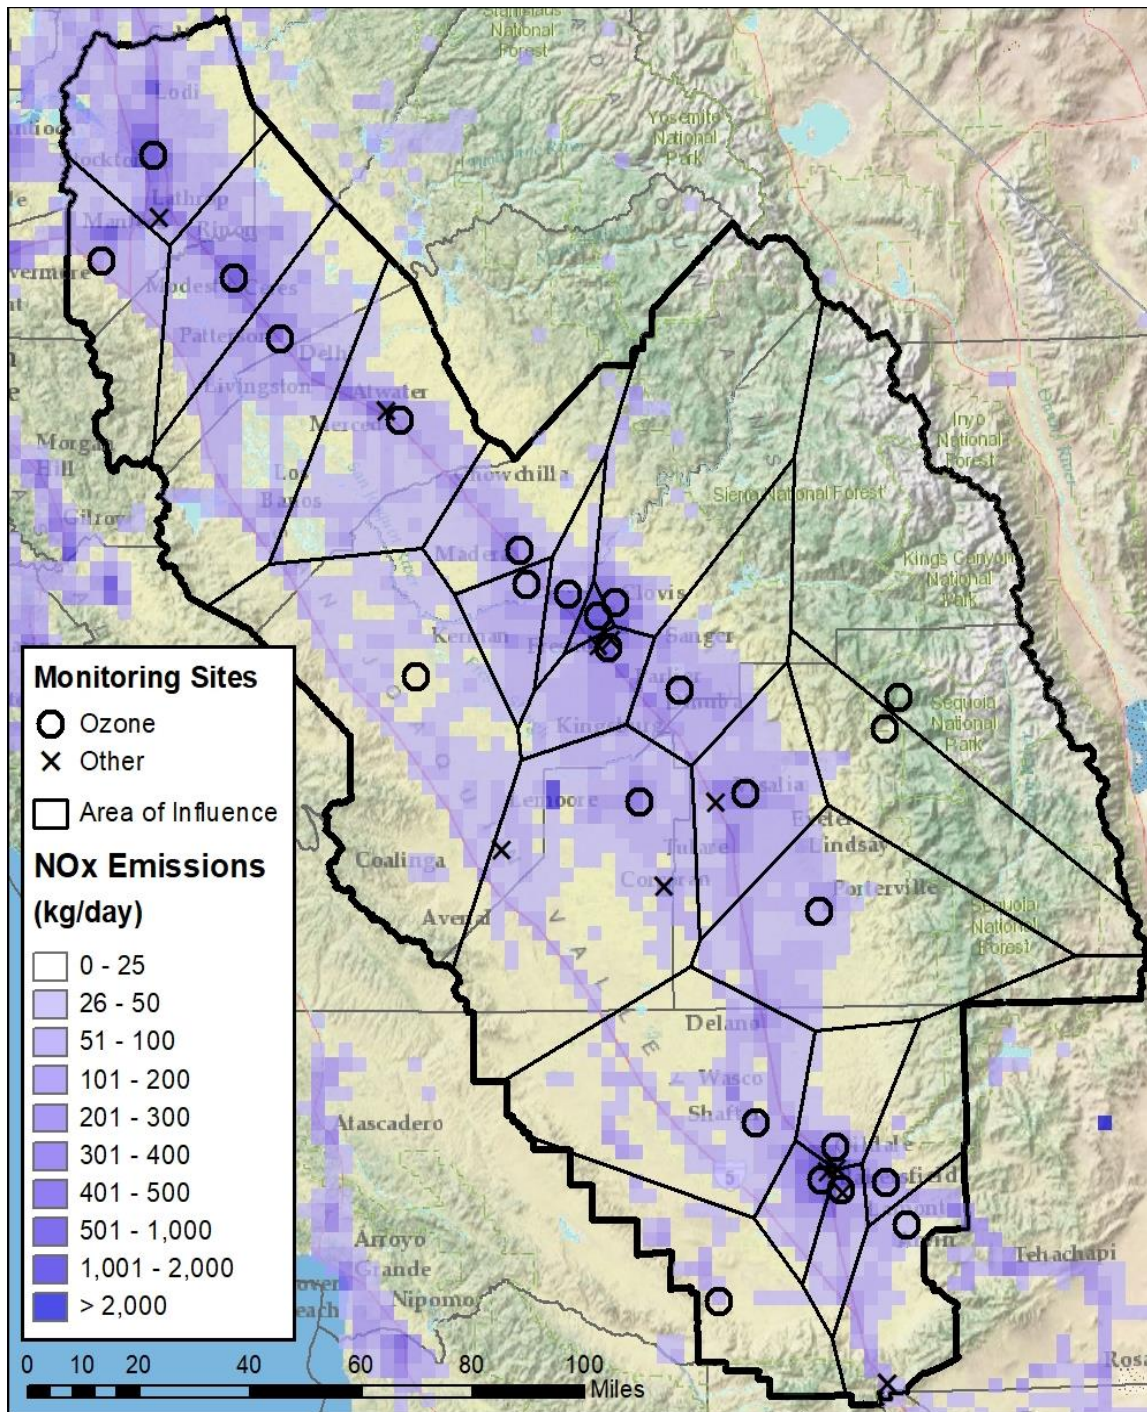 Stanislaus
National
Forest
Lodi
Yosemite
National
Park
Stockton
Lathrop
Ripon
Modesto
Ceres
Patterson
Delhi
Livingston
Atwater
Merced
Morgan
Hill
Los
Banos
Chowchilla
Inyo
National
Forest
Sierra National Forest
Gilroy
Madera
Clovis
Kings Canyon
National
Park
Kerman
Sanger
Fresno
Kingsburg
Sequoia
National
Park
Monitoring Sites
Ozone
Other
Area of Influence
NOx Emissions
(kg/day)
0 - 25
26 - 50
51 - 100
101 - 200
201 - 300
301 - 400
401 - 500
501 - 1,000
1,001 - 2,000
> 2,000
Lemoore
Visalia
Exeter
Lindsay
Tulare
Coalinga
Corcoran
Porterville
Avenal
Sequoia
National
Forest
Delano
Wasco
Shafter
Atascadero
Oildale
5
Arroyo
Grande
Nipomo
Tehachapi
0 10 20 40 60 80 100
Miles